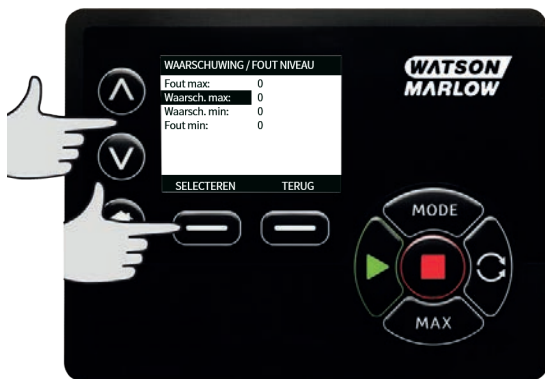 WAARSCHUWING / FOUT NIVEAU
Fout max: 0
Waarsch. max: 0
Waarsch. min: 0
Fout min: 0
SELECTEREN TERUG
WATSON
MARLOW
MODE
MAX